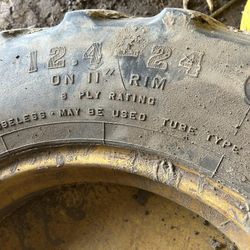 12.4 24
ON 11" RIM
8 PLY RATING
BELESS - MAY BE USED TUBE TYPE